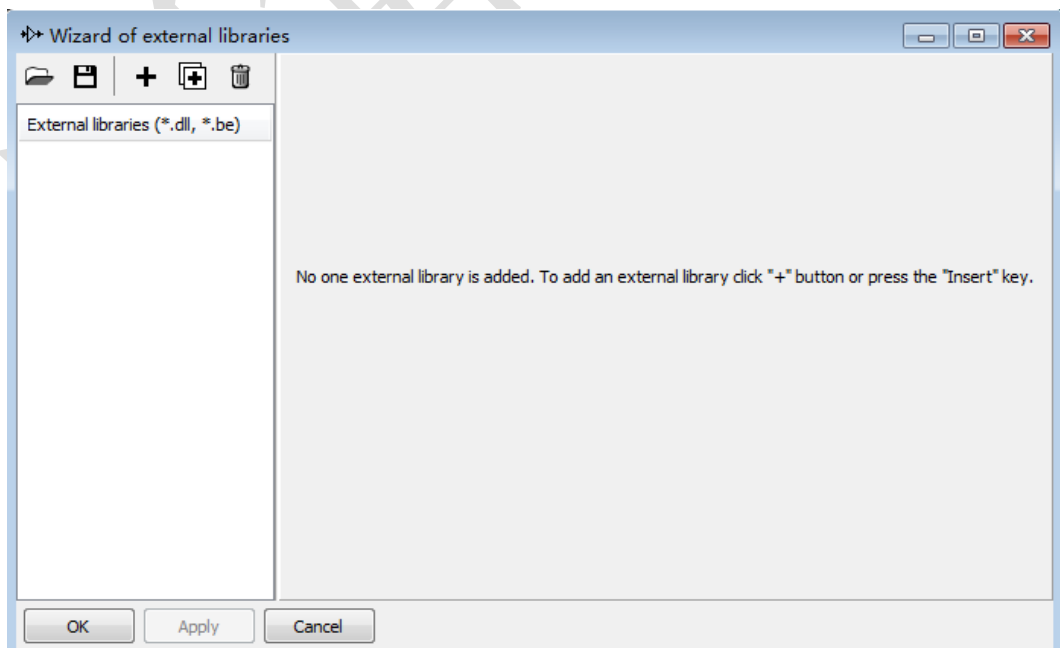 Wizard of external libraries
External libraries (*.dll, *.be)
No one external library is added. To add an external library click "+" button or press the "Insert" key.
OK Apply Cancel